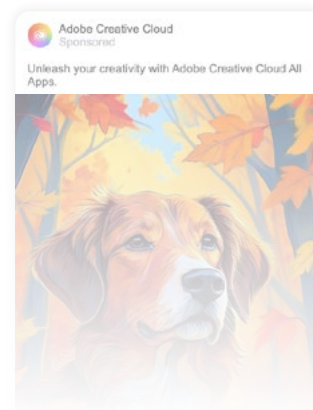 Adobe Creative Cloud
Sponsored
Unleash your creativity with Adobe Creative Cloud All
Apps.